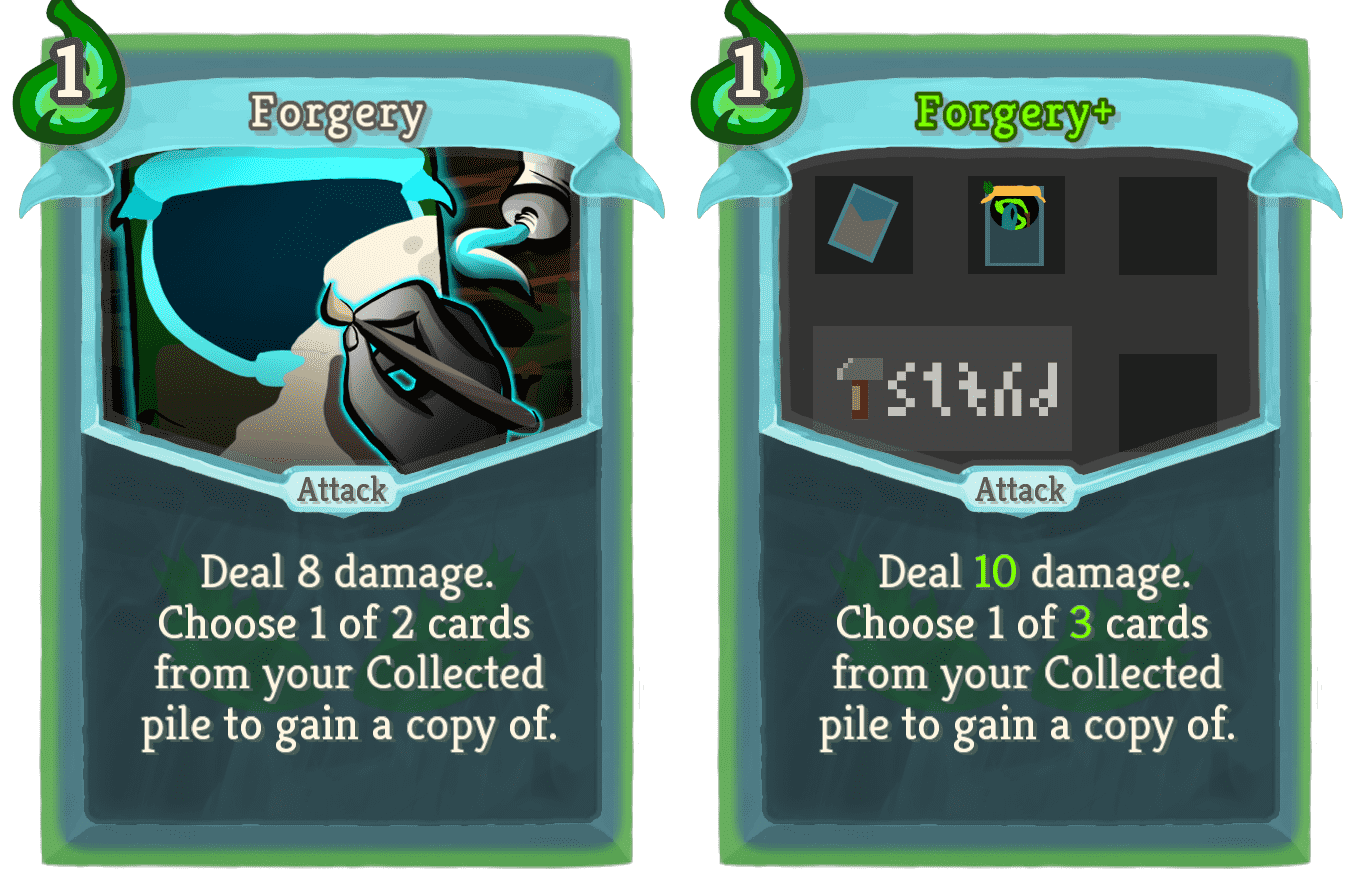 1
Forgery
Attack
Deal 8 damage.
Choose 1 of 2 cards
from your Collected
pile to gain a copy of.
1
Forgery+
Attack
Deal 10 damage.
Choose 1 of 3 cards
from your Collected
pile to gain a copy of.